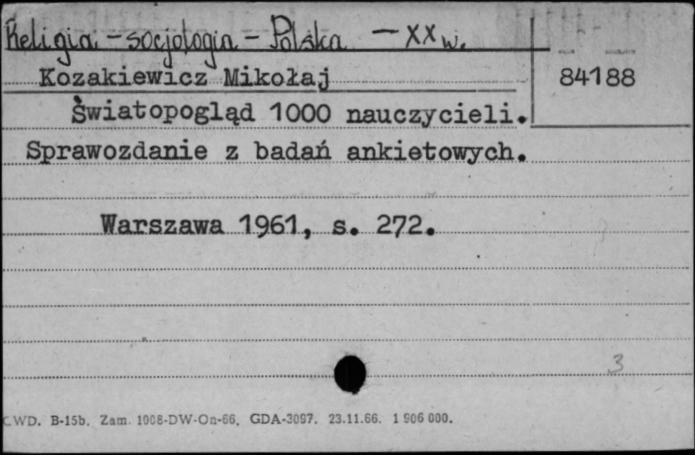 Religia – socjologia – Polska – XX w.
Kozakiewicz Mikołaj
84188
Światopogląd 1000 nauczycieli.
Sprawozdanie z badań ankietowych.
Warszawa 1961, s. 272.
3
CWD. B-15b. Zam. 1008-DW-On-66. GDA-3097. 23.11.66. 1 906 000.